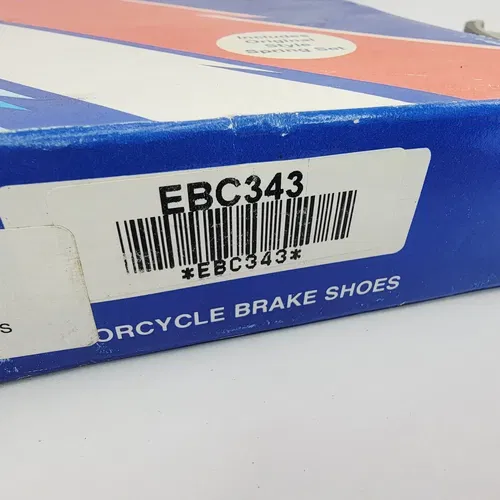 Includes
Original
Style
Spring Set
EBC343
*EBC343*
S
ORCYCLE BRAKE SHOES